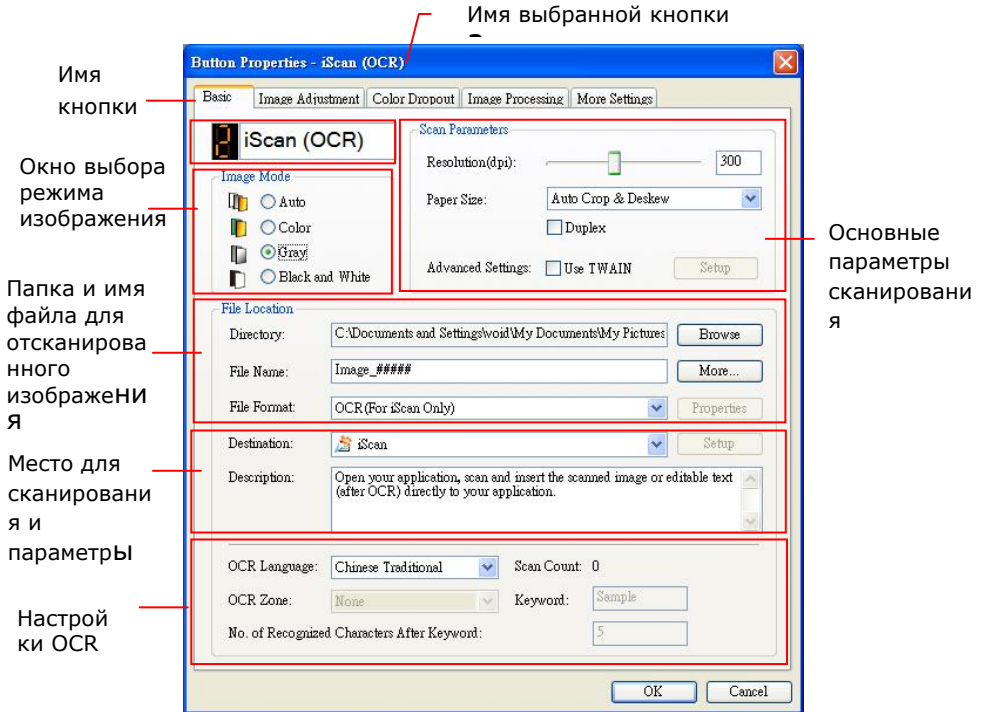 Имя выбранной кнопки
Имя
кнопки
Окно выбора
режима
изображения
Папка и имя
файла для
отсканирова
нного
изображеНИ
Я
Место для
сканировани
я и
параметрЫ
Настрой
ки OCR
Основные
параметры
сканировани
я
Button Properties - iScan (OCR)
Basic Image Adjustment Color Dropout Image Processing More Settings
2 iScan (OCR)
Image Mode
Auto
Color
Gray
Black and White
Scan Parameters
Resolution(dpi): 300
Paper Size: Auto Crop & Deskew
Duplex
Advanced Settings: Use TWAIN Setup
File Location
Directory: C:\Documents and Settings\void\My Documents\My Pictures Browse
File Name: Image_##### More...
File Format: OCR(For iScan Only) Properties
Destination: iScan Setup
Description: Open your application, scan and insert the scanned image or editable text
(after OCR) directly to your application.
OCR Language: Chinese Traditional Scan Count: 0
OCR Zone: None Keyword: Sample
No. of Recognized Characters After Keyword: 5
OK Cancel